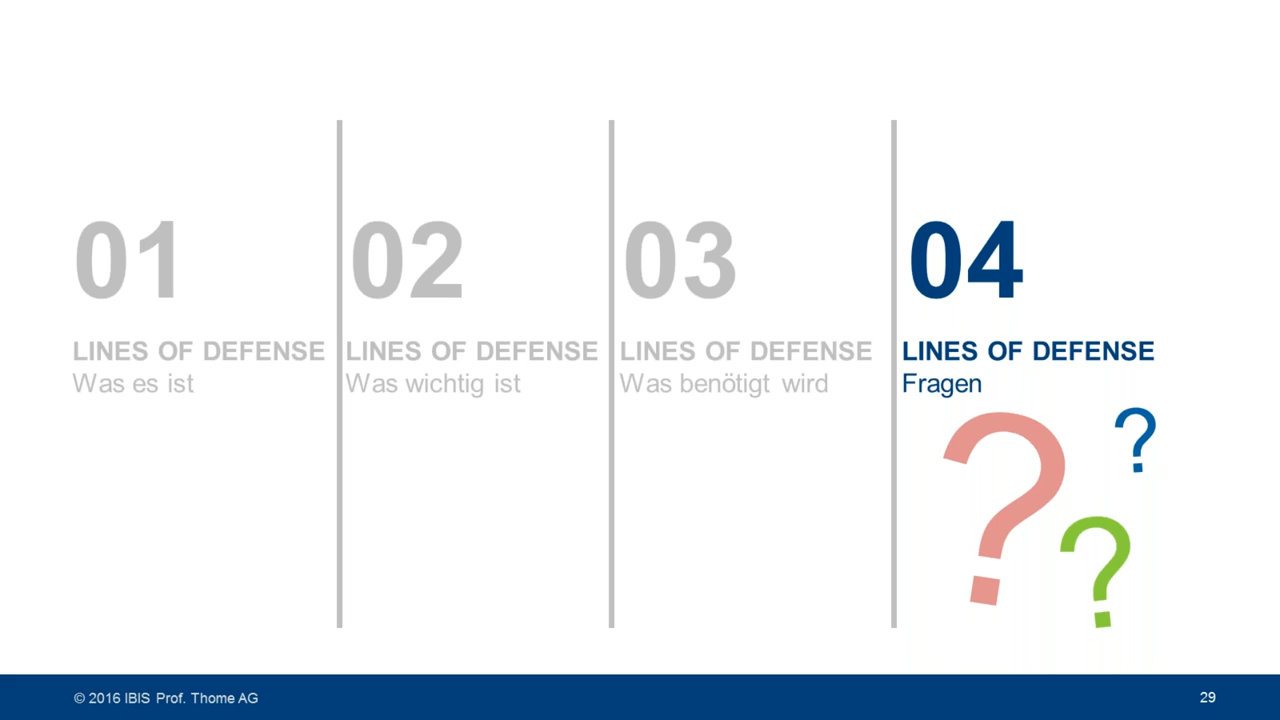 01
LINES OF DEFENSE
Was es ist
02
LINES OF DEFENSE
Was wichtig ist
03
LINES OF DEFENSE
Was benötigt wird
04
LINES OF DEFENSE
Fragen
?
?
?
© 2016 IBIS Prof. Thome AG
29